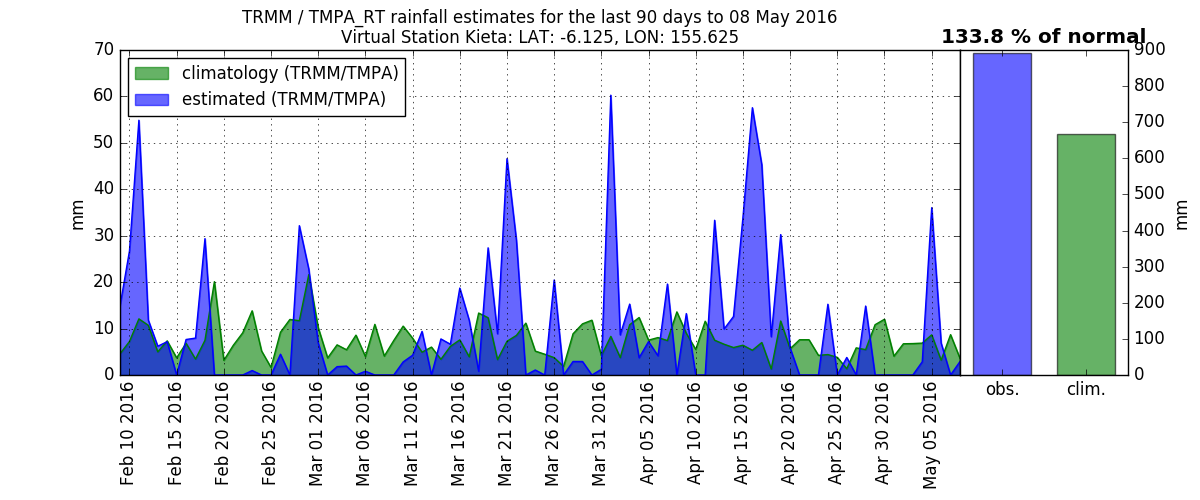 TRMM / TMPA_RT rainfall estimates for the last 90 days to 08 May 2016
Virtual Station Kieta: LAT: -6.125, LON: 155.625
133.8 % of normal
climatology (TRMM/TMPA)
estimated (TRMM/TMPA)
mm
70
60
50
40
30
20
10
0
Feb 10 2016
Feb 15 2016
Feb 20 2016
Feb 25 2016
Mar 01 2016
Mar 06 2016
Mar 11 2016
Mar 16 2016
Mar 21 2016
Mar 26 2016
Mar 31 2016
Apr 05 2016
Apr 10 2016
Apr 15 2016
Apr 20 2016
Apr 25 2016
Apr 30 2016
May 05 2016
obs.
clim.
900
800
700
600
500
400
300
200
100
0
mm